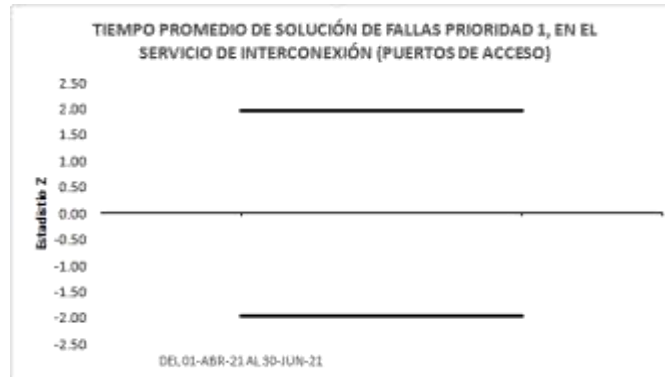 TIEMPO PROMEDIO DE SOLUCIÓN DE FALLAS PRIORIDAD 1, EN EL
SERVICIO DE INTERCONEXIÓN (PUERTOS DE ACCESO)
2.50
2.00
1.50
1.00
0.50
0.00
-0.50
-1.00
-1.50
-2.00
-2.50
Estadístio Z
DEL 01-ABR-21 AL 30-JUN-21